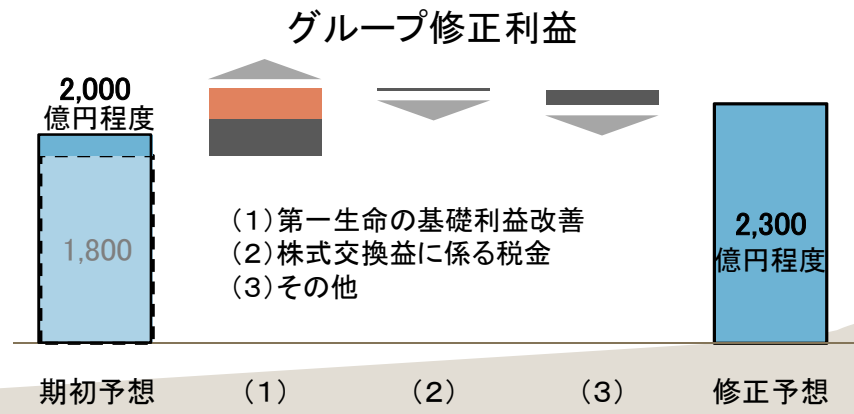 グループ修正利益
2,000
億円程度
1,800
(1)第一生命の基礎利益改善
(2)株式交換益に係る税金
(3)その他
2,300
億円程度
期初予想 (1) (2) (3) 修正予想